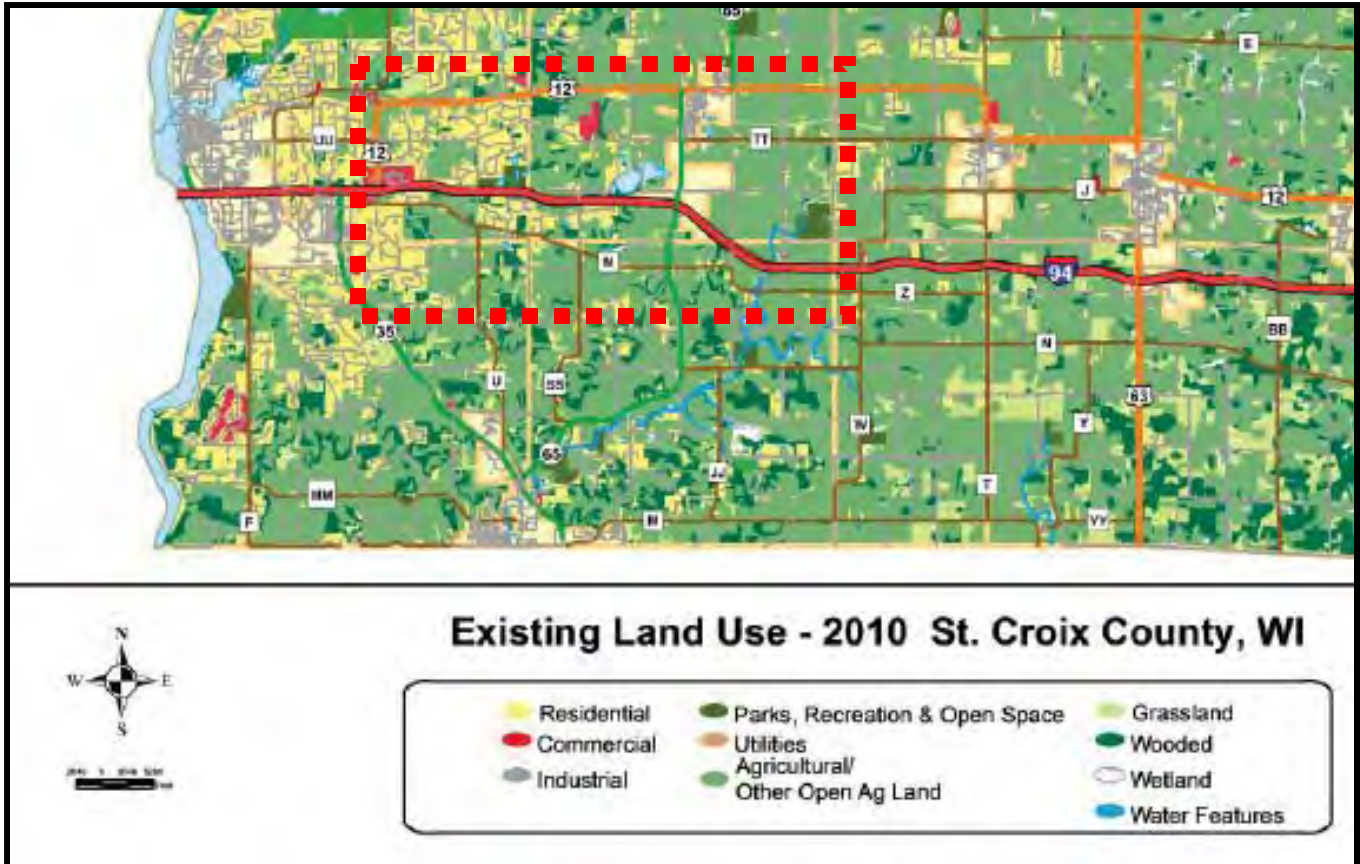 65
E
12
UU
TT
12
J
12
N
94
Z
35
N
BB
U
SS
63
W
Y
65
JJ
T
MM
F
M
VV
Existing Land Use - 2010 St. Croix County, WI
N
W E
S
Residential
Commercial
Industrial
Parks, Recreation & Open Space
Utilities
Agricultural/
Other Open Ag Land
Grassland
Wooded
Wetland
Water Features